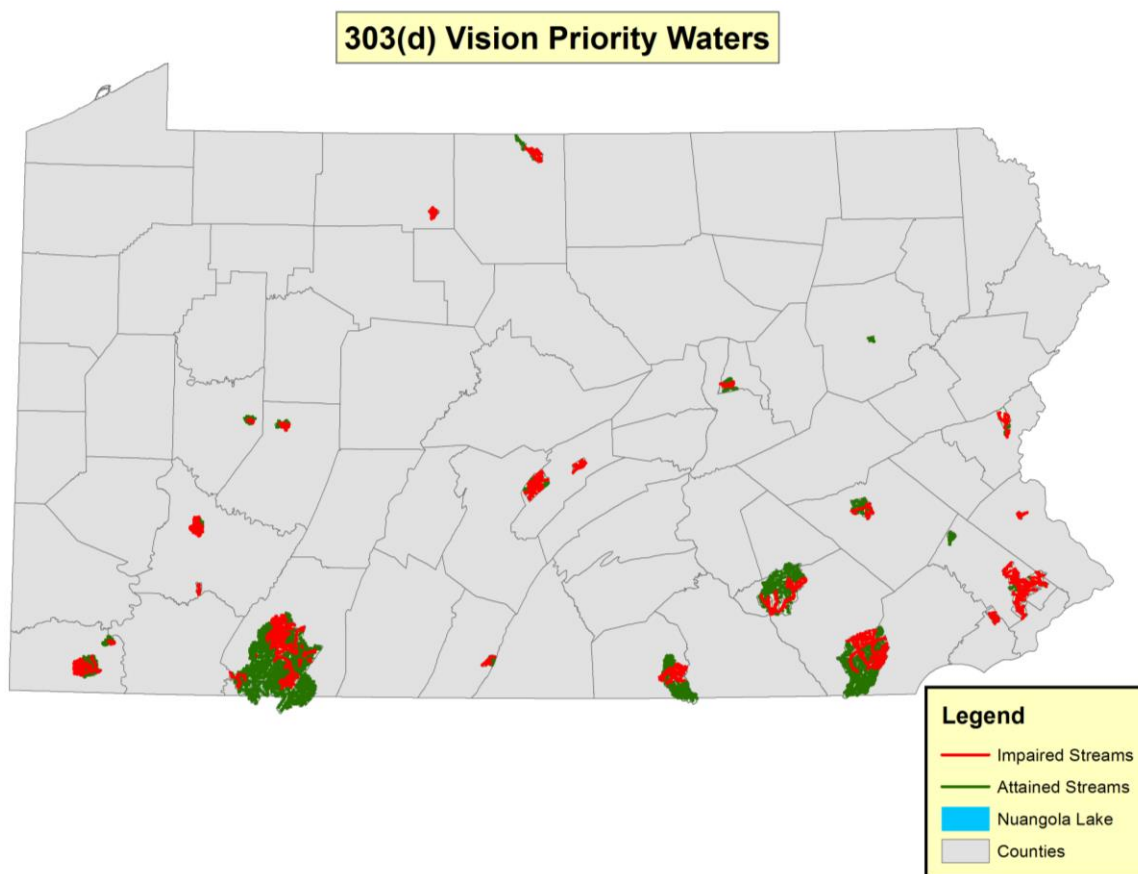 303(d) Vision Priority Waters
Legend
Impaired Streams
Attained Streams
Nuangola Lake
Counties